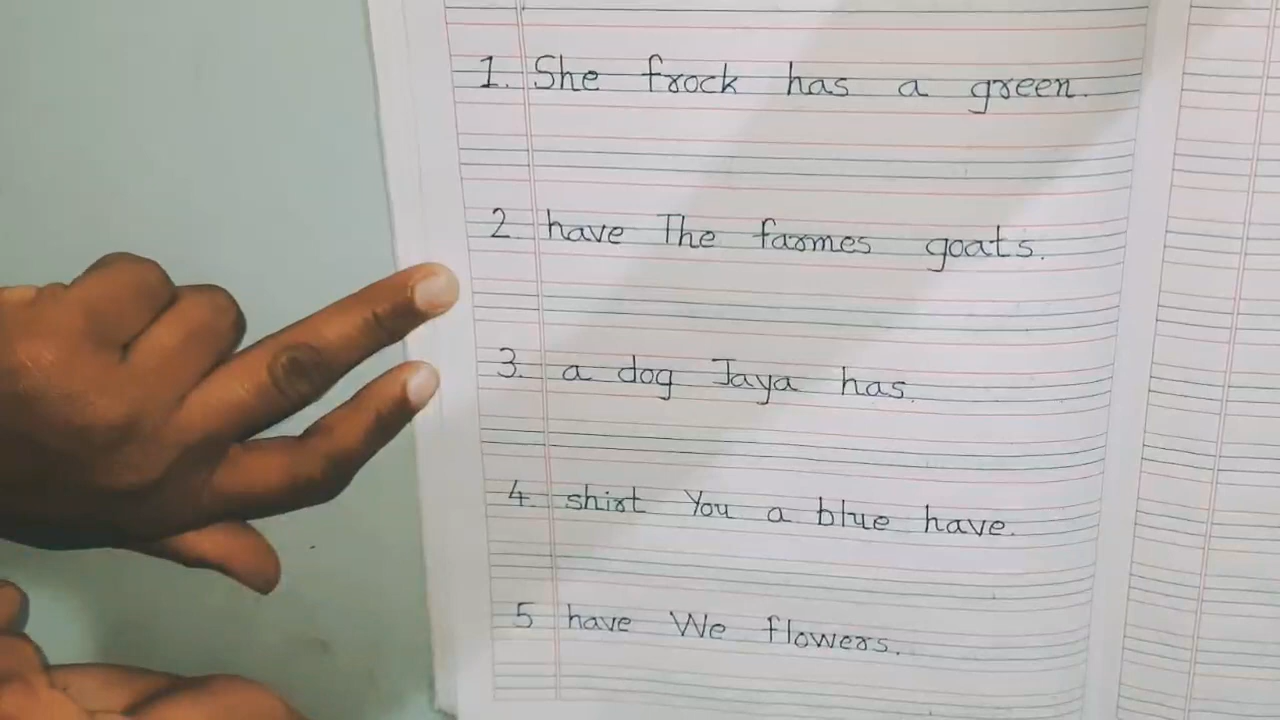 1. She frock has a green.
2 have The farmes goats.
3. a dog Jaya has.
4. shirt You a blue have.
5 have We flowers.